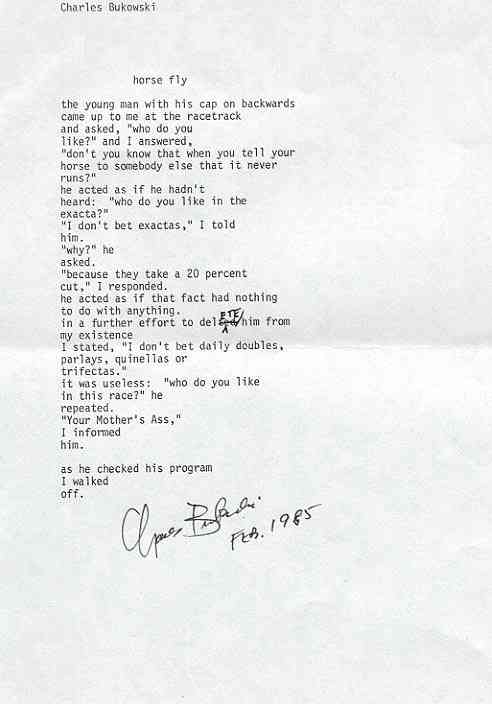 Charles Bukowski
horse fly
the young man with his cap on backwards
came up to me at the racetrack
and asked, "who do you
like?" and I answered,
"don't you know that when you tell your
horse to somebody else that it never
runs?"
he acted as if he hadn't
heard:  "who do you like in the
exacta?"
"I don't bet exactas," I told
him.
"why?" he
asked.
"because they take a 20 percent
cut," I responded.
he acted as if that fact had nothing
to do with anything.
in a further effort to delETE him from
my existence
I stated, "I don't bet daily doubles,
parlays, quinellas or
trifectas."
it was useless:  "who do you like
in this race?" he
repeated.
"Your Mother's Ass,"
I informed
him.
as he checked his program
I walked
off.
Charles Bukowski
FEB. 1985